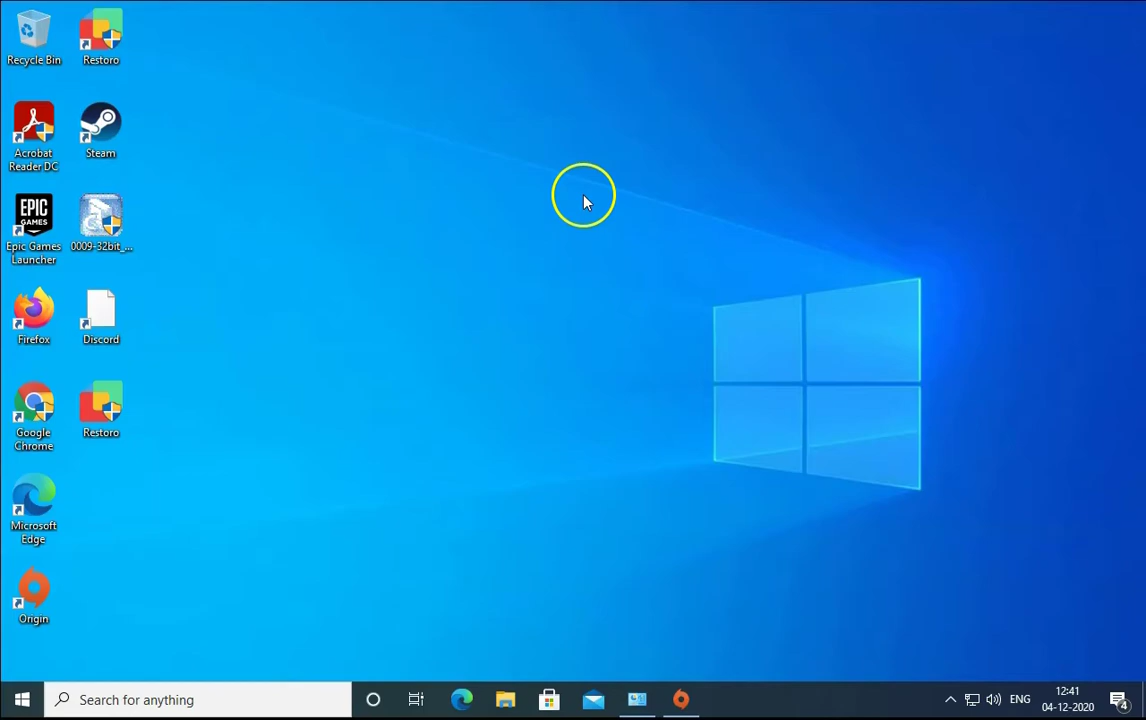 Recycle Bin
Restoro
Acrobat
Reader DC
Steam
EPIC
GAMES
Epic Games
Launcher
0009-32bit_...
Firefox
Discord
Google
Chrome
Restoro
Microsoft
Edge
Origin
Search for anything
ENG
12:41
04-12-2020
4